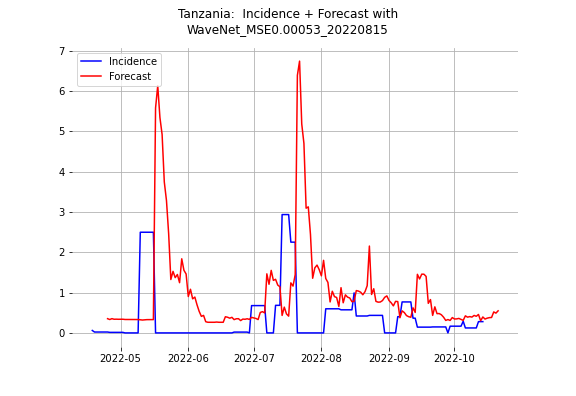 Tanzania:  Incidence + Forecast with
WaveNet_MSE0.00053_20220815
Incidence
Forecast
7
6
5
4
3
2
1
0
2022-05 2022-06 2022-07 2022-08 2022-09 2022-10